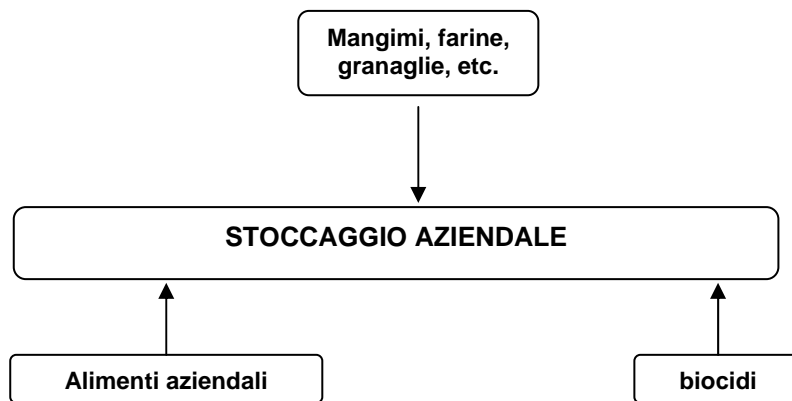 Mangimi, farine,
granaglie, etc.
STOCCAGGIO AZIENDALE
Alimenti aziendali
biocidi